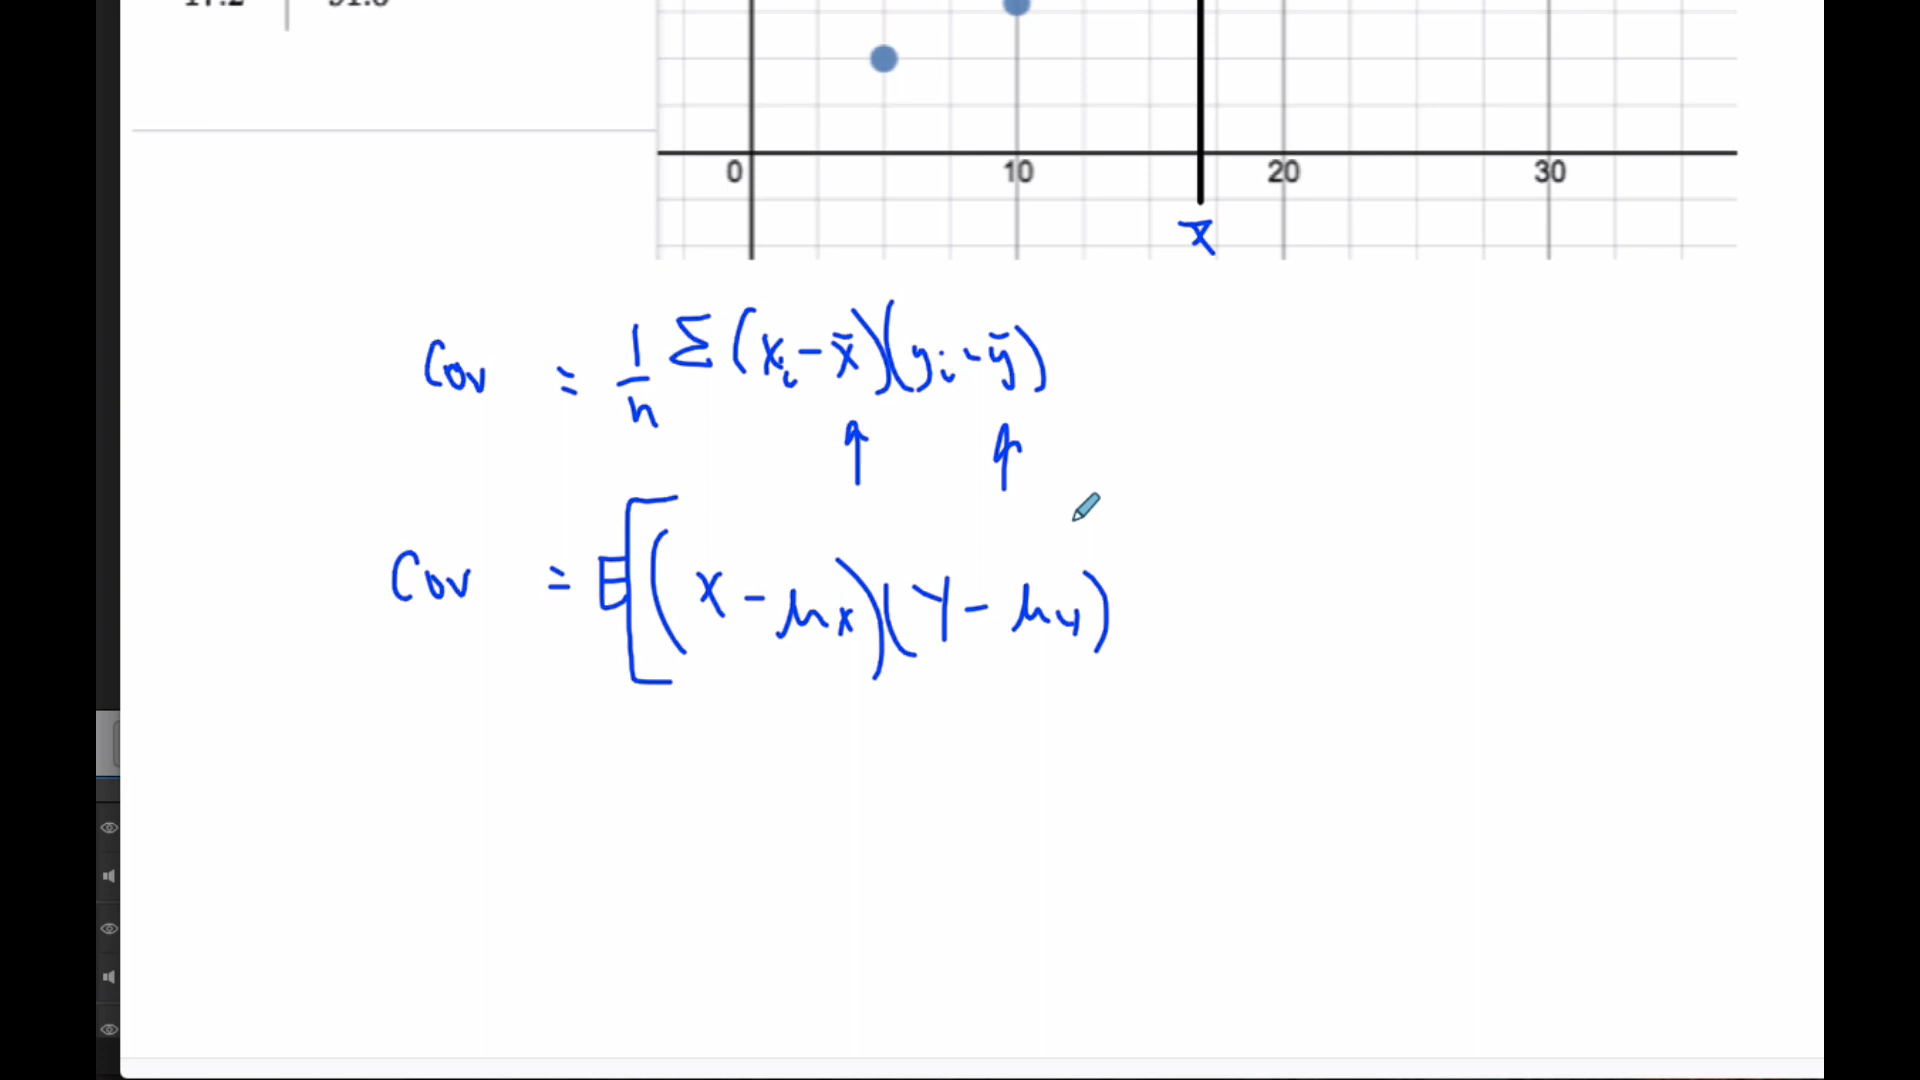 0 10 20 30
x̄
Cov = 1/n Σ (xᵢ - x̄)(yᵢ - ȳ)
↑ ↑
Cov = E[(X - μₓ)(Y - μY)